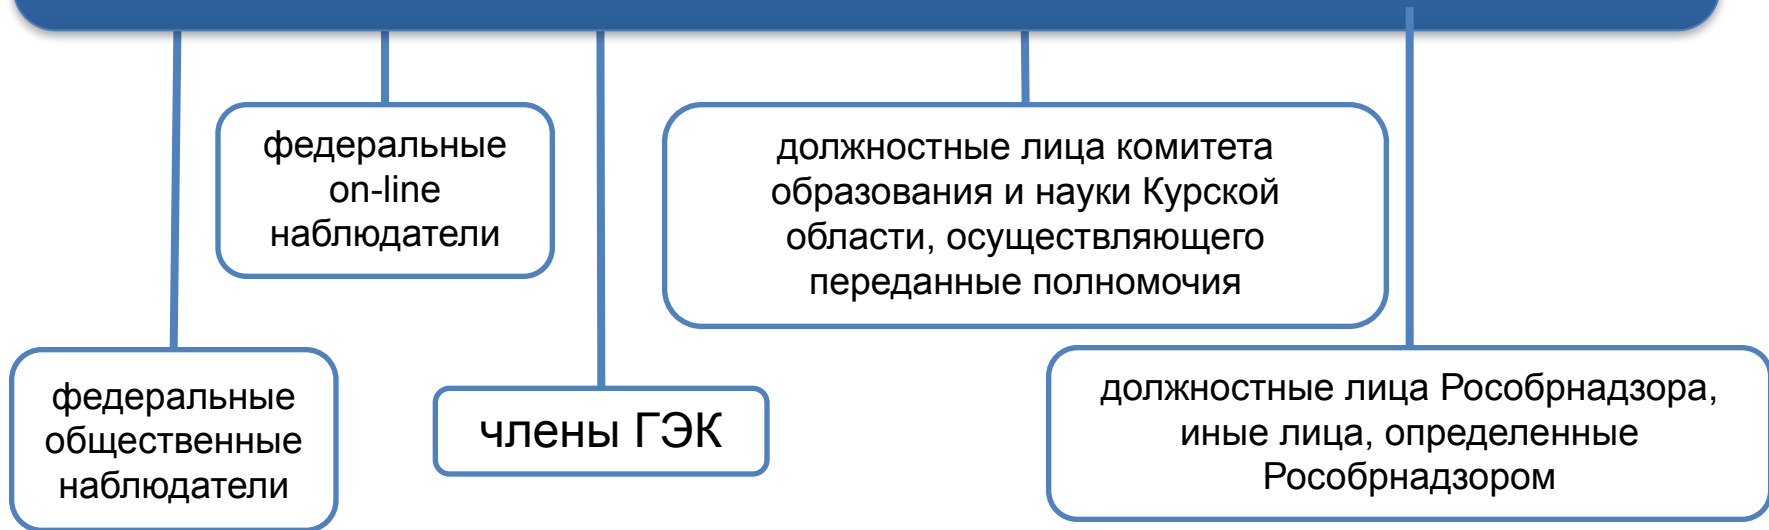 федеральные
on-line
наблюдатели
должностные лица комитета
образования и науки Курской
области, осуществляющего
переданные полномочия
федеральные
общественные
наблюдатели
члены ГЭК
должностные лица Рособрнадзора,
иные лица, определенные
Рособрнадзором